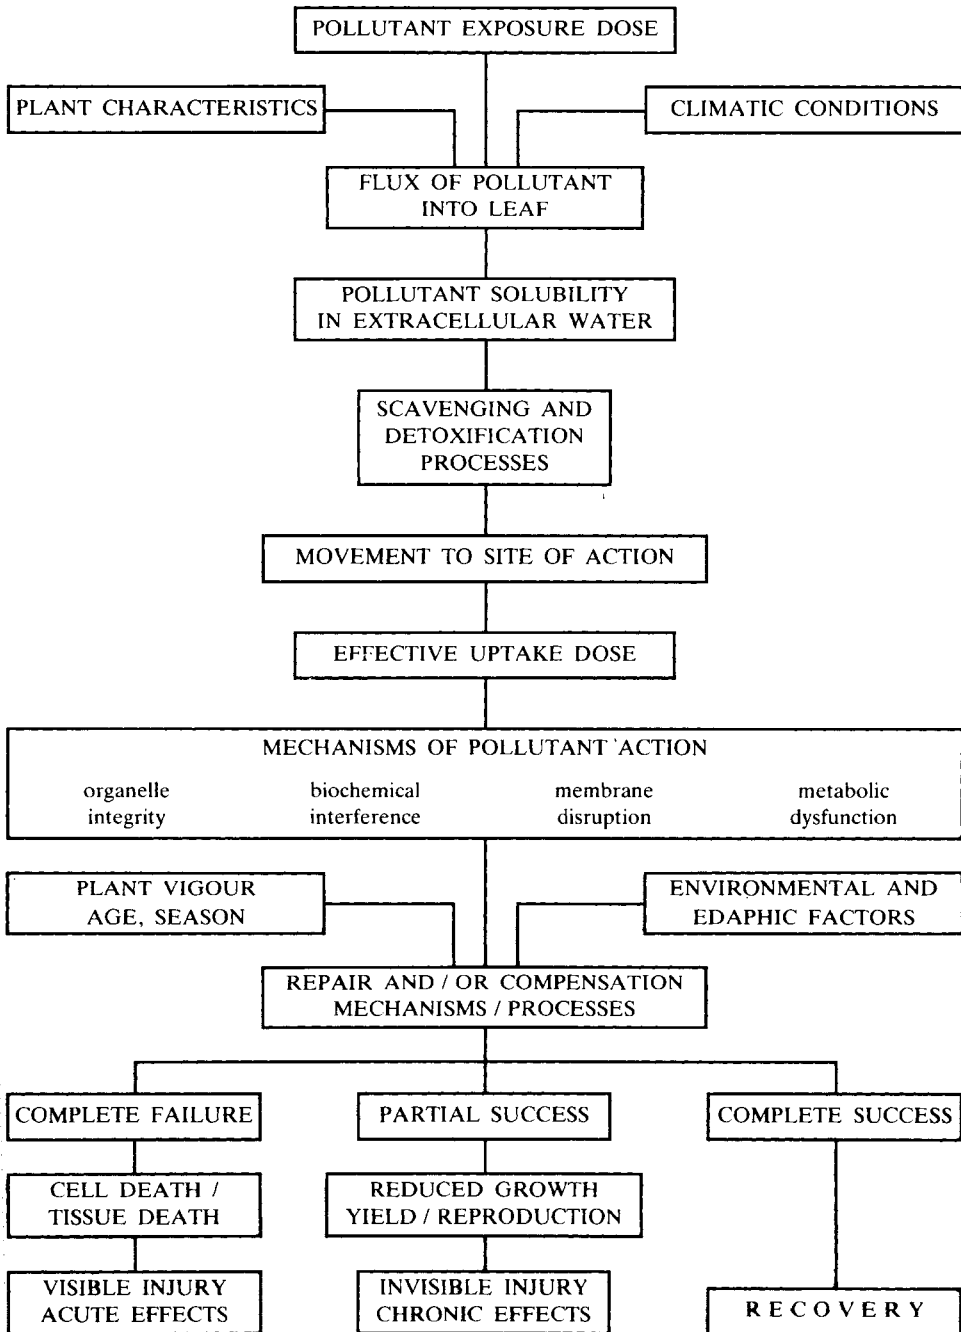 POLLUTANT EXPOSURE DOSE
PLANT CHARACTERISTICS
CLIMATIC CONDITIONS
FLUX OF POLLUTANT
INTO LEAF
POLLUTANT SOLUBILITY
IN EXTRACELLULAR WATER
SCAVENGING AND
DETOXIFICATION
PROCESSES
MOVEMENT TO SITE OF ACTION
EFFECTIVE UPTAKE DOSE
MECHANISMS OF POLLUTANT ACTION
organelle
integrity
biochemical
interference
membrane
disruption
metabolic
dysfunction
PLANT VIGOUR
AGE, SEASON
ENVIRONMENTAL AND
EDAPHIC FACTORS
REPAIR AND / OR COMPENSATION
MECHANISMS / PROCESSES
COMPLETE FAILURE
PARTIAL SUCCESS
COMPLETE SUCCESS
CELL DEATH /
TISSUE DEATH
REDUCED GROWTH
YIELD / REPRODUCTION
VISIBLE INJURY
ACUTE EFFECTS
INVISIBLE INJURY
CHRONIC EFFECTS
RECOVERY